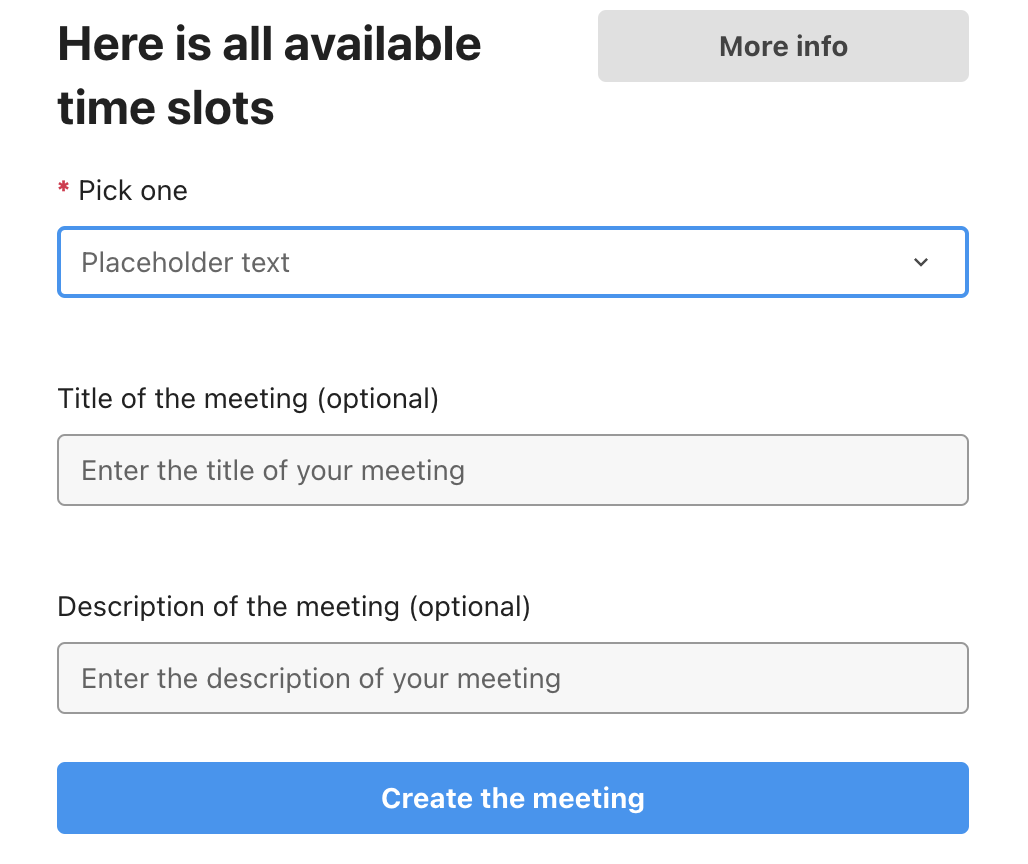 Here is all available
time slots
More info
* Pick one
Placeholder text
Title of the meeting (optional)
Enter the title of your meeting
Description of the meeting (optional)
Enter the description of your meeting
Create the meeting